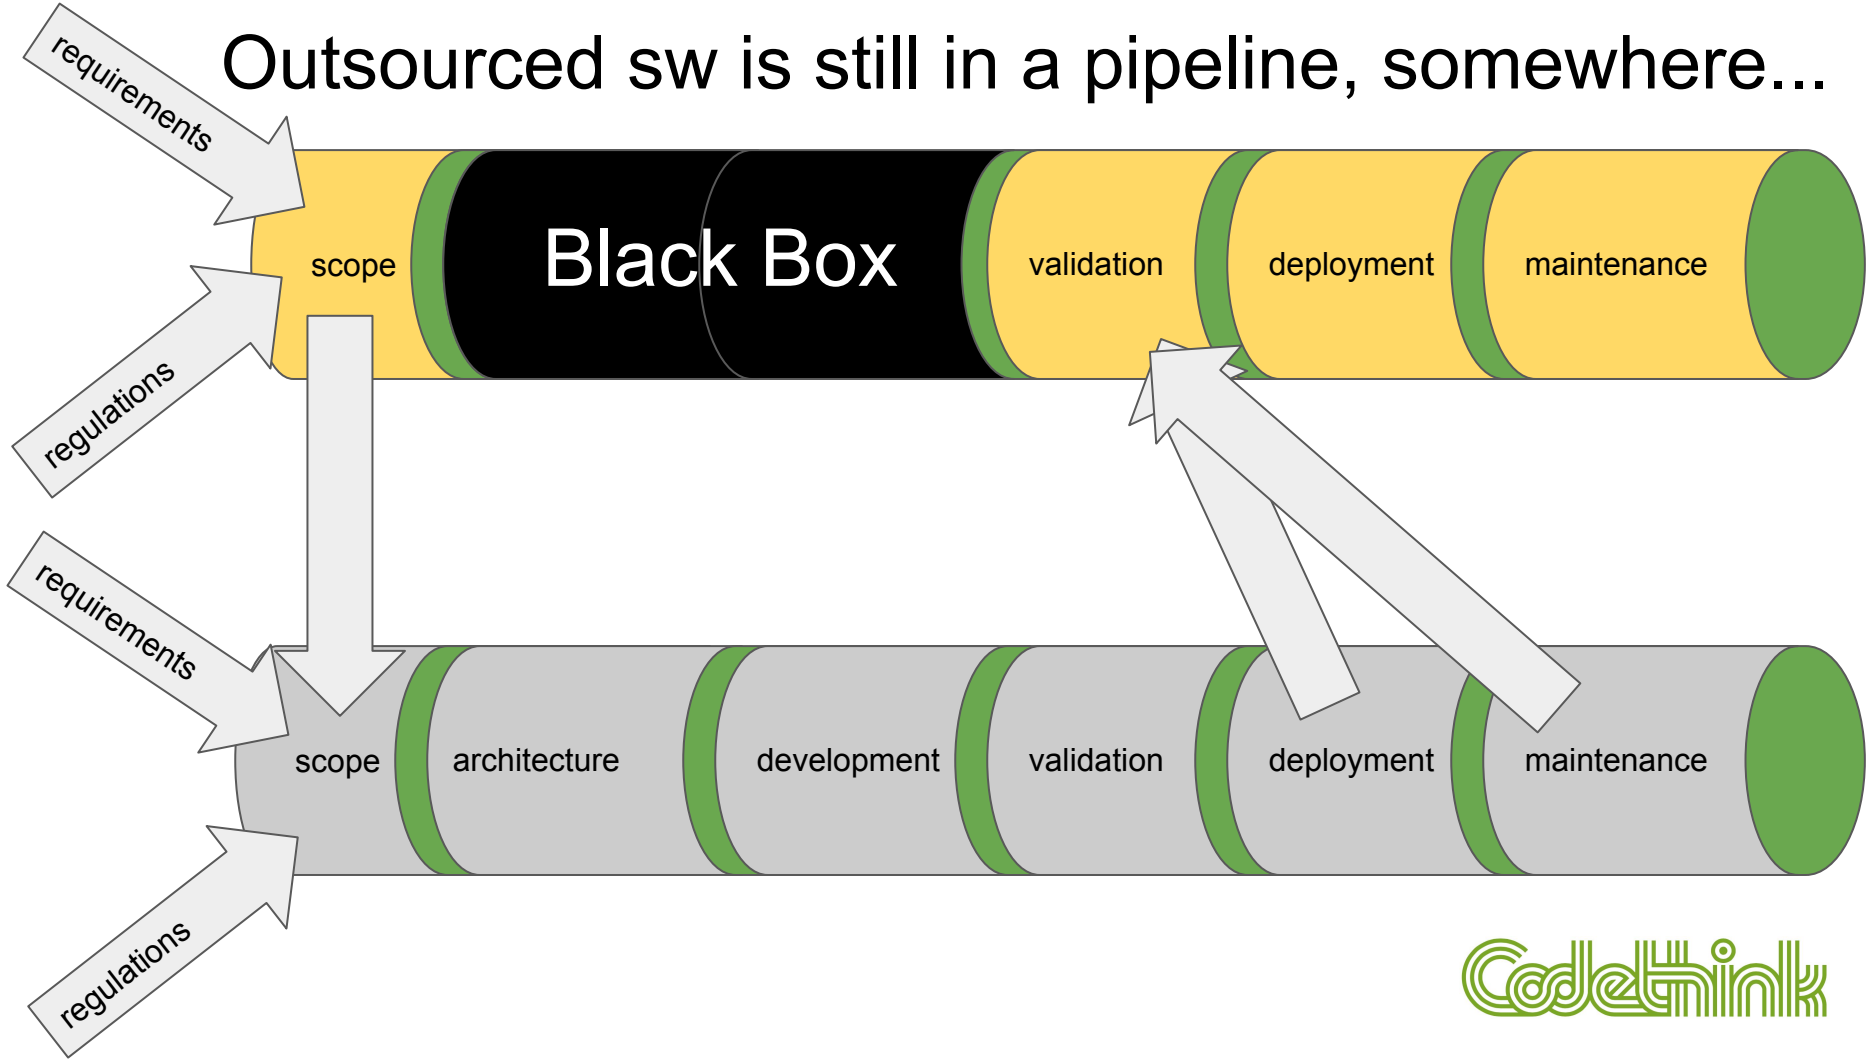 Outsourced sw is still in a pipeline, somewhere...
requirements
regulations
scope
Black Box
validation
deployment
maintenance
requirements
regulations
scope
architecture
development
validation
deployment
maintenance
Codethink